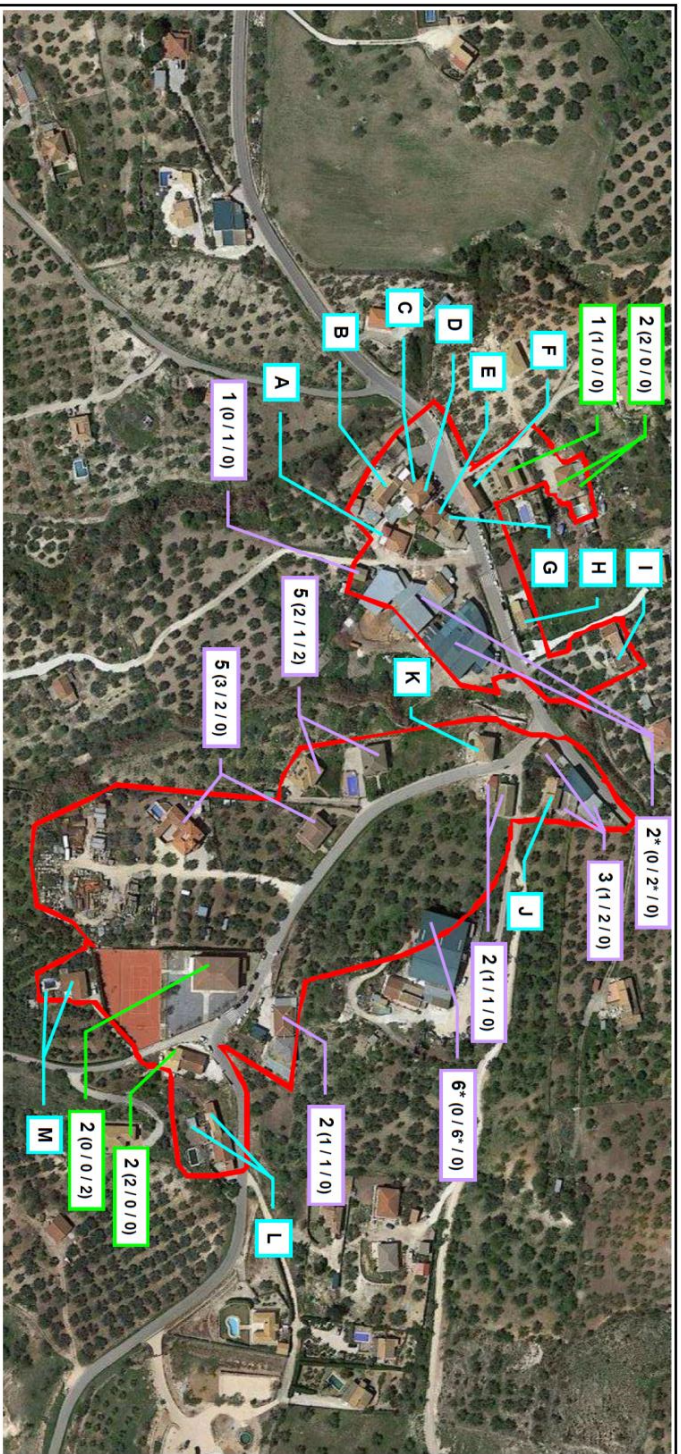 2 (2 / 0 / 0)
I
2* (0 / 2* / 0)
1 (1 / 0 / 0)
H
3 (1 / 2 / 0)
F
G
J
E
2 (1 / 1 / 0)
D
6* (0 / 6* / 0)
C
K
B
2 (1 / 1 / 0)
5 (2 / 1 / 2)
A
L
1 (0 / 1 / 0)
5 (3 / 2 / 0)
2 (2 / 0 / 0)
2 (0 / 0 / 2)
M